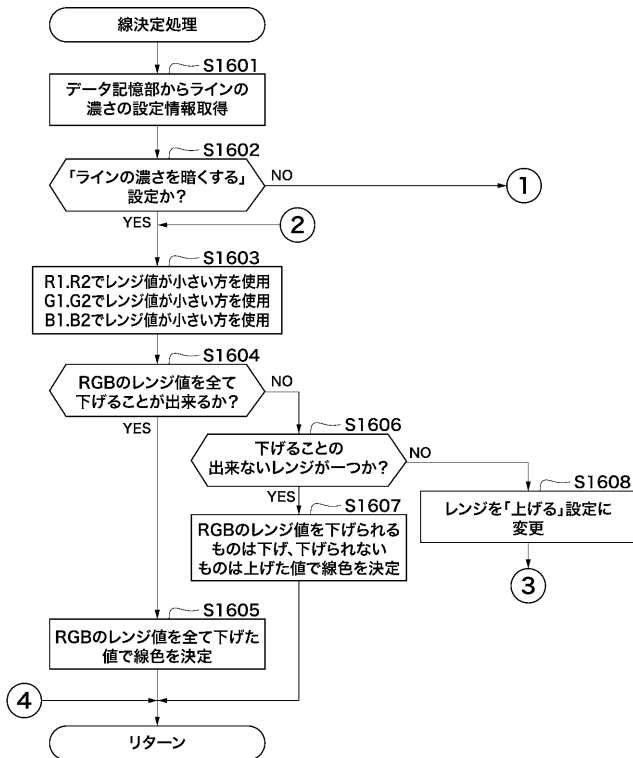 線決定処理
S1601
データ記憶部からラインの
濃さの設定情報取得
S1602
「ラインの濃さを暗くする」
設定か？
NO
1
YES
2
S1603
R1.R2でレンジ値が小さい方を使用
G1.G2でレンジ値が小さい方を使用
B1.B2でレンジ値が小さい方を使用
S1604
RGBのレンジ値を全て
下げることが出来るか？
NO
YES
S1606
下げることの
出来ないレンジが一つか？
NO
YES
S1608
レンジを「上げる」設定に
変更
3
S1607
RGBのレンジ値を下げられる
ものは下げ、下げられない
ものは上げた値で線色を決定
S1605
RGBのレンジ値を全て下げた
値で線色を決定
4
リターン